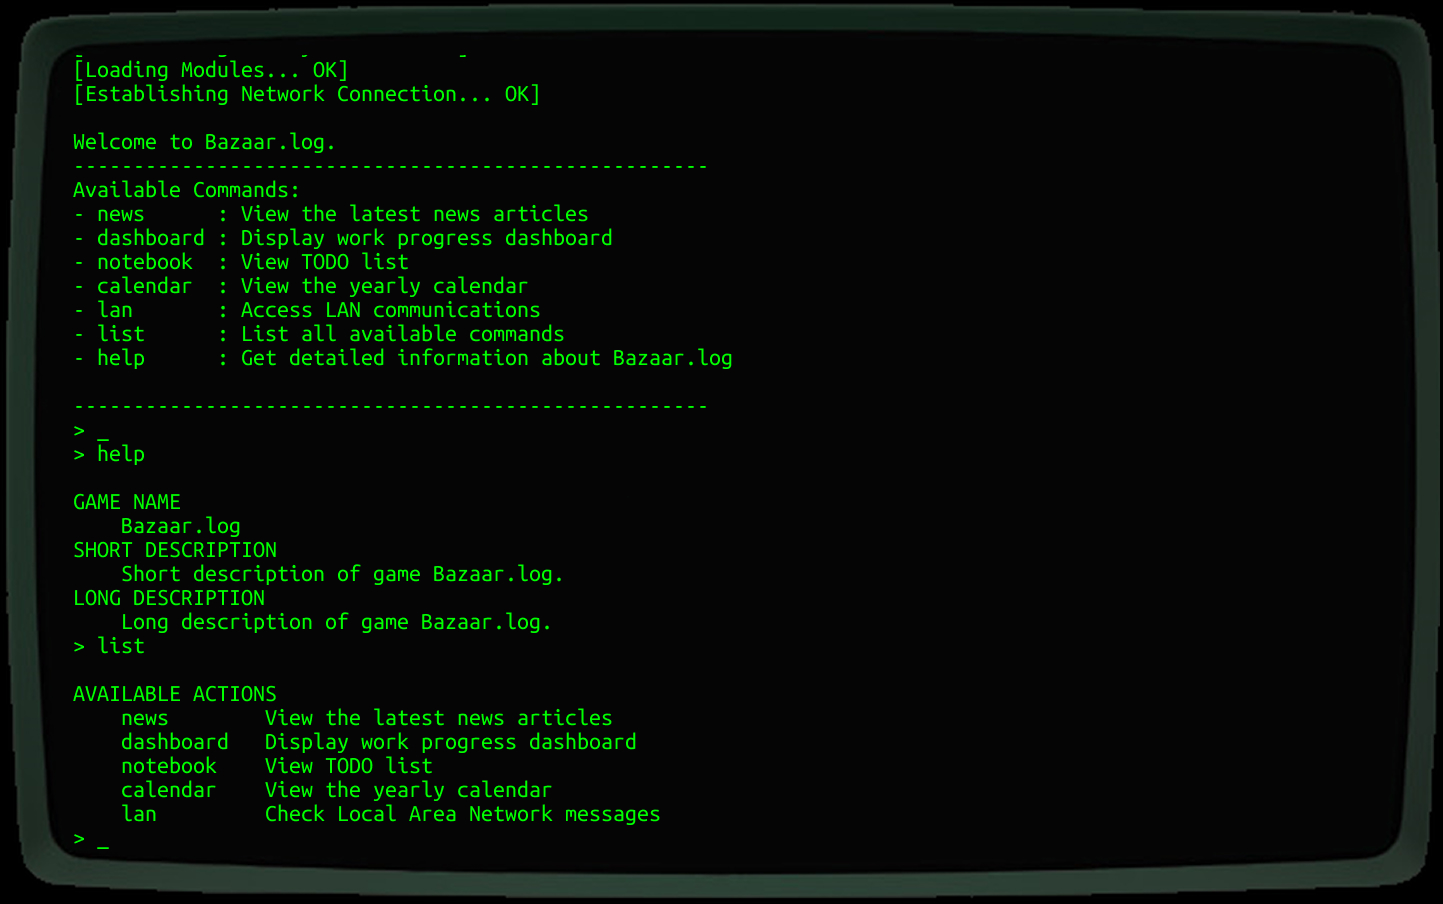 [Loading Modules... OK]
[Establishing Network Connection... OK]
Welcome to Bazaar.log.
-----------------------------------------------------
Available Commands:
- news      : View the latest news articles
- dashboard : Display work progress dashboard
- notebook  : View TODO list
- calendar  : View the yearly calendar
- lan       : Access LAN communications
- list      : List all available commands
- help      : Get detailed information about Bazaar.log
-----------------------------------------------------
> _
> help
GAME NAME
    Bazaar.log
SHORT DESCRIPTION
    Short description of game Bazaar.log.
LONG DESCRIPTION
    Long description of game Bazaar.log.
> list
AVAILABLE ACTIONS
    news        View the latest news articles
    dashboard   Display work progress dashboard
    notebook    View TODO list
    calendar    View the yearly calendar
    lan         Check Local Area Network messages
> _